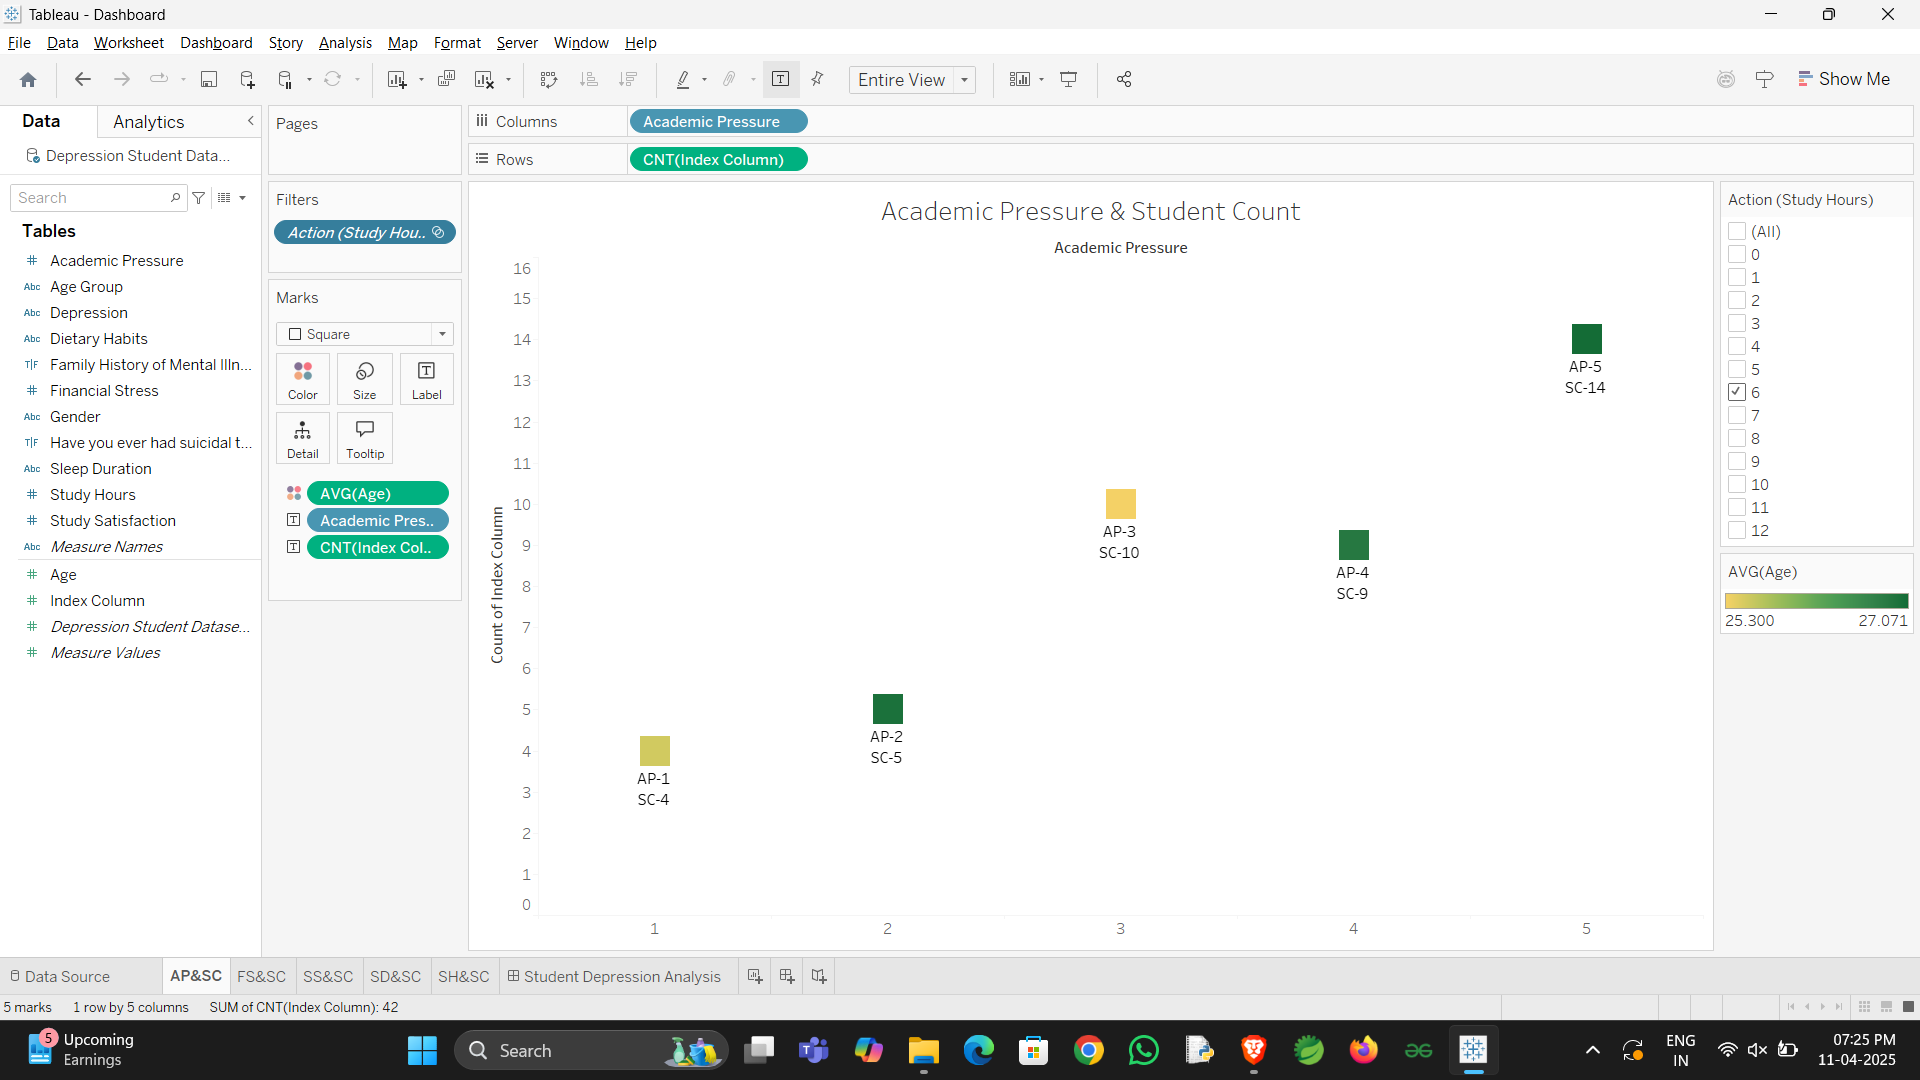 Tableau - Dashboard
File Data Worksheet Dashboard Story Analysis Map Format Server Window Help
Entire View
Show Me
Data Analytics
Depression Student Data...
Search
Tables
Academic Pressure
Abc Age Group
Abc Depression
Abc Dietary Habits
T|F Family History of Mental Illn...
Financial Stress
Abc Gender
T|F Have you ever had suicidal t...
Abc Sleep Duration
Study Hours
Study Satisfaction
Abc Measure Names
Age
Index Column
Depression Student Datase...
Measure Values
Pages
Filters
Action (Study Hou..
Marks
Square
Color Size Label
Detail Tooltip
AVG(Age)
Academic Pres..
CNT(Index Col..
Columns Academic Pressure
Rows CNT(Index Column)
Academic Pressure & Student Count
Academic Pressure
Count of Index Column
16
15
14
13
12
11
10
9
8
7
6
5
4
3
2
1
0
AP-1
SC-4
AP-2
SC-5
AP-3
SC-10
AP-4
SC-9
AP-5
SC-14
1 2 3 4 5
Action (Study Hours)
(All)
0
1
2
3
4
5
6
7
8
9
10
11
12
AVG(Age)
25.300 27.071
Data Source AP&SC FS&SC SS&SC SD&SC SH&SC Student Depression Analysis
5 marks 1 row by 5 columns SUM of CNT(Index Column): 42
5 Upcoming
Earnings
Search
ENG
IN
07:25 PM
11-04-2025